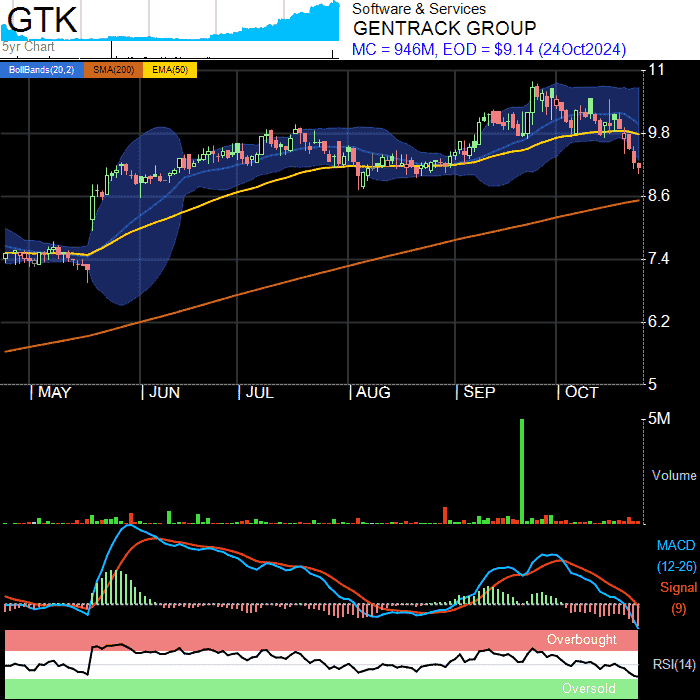 GTK
5yr Chart
Software & Services
GENTRACK GROUP
MC = 946M, EOD = $9.14 (24Oct2024)
BollBands(20,2) SMA(200) EMA(50)
11
9.8
8.6
7.4
6.2
5
MAY JUN JUL AUG SEP OCT
5M
Volume
MACD
(12-26)
Signal
(9)
Overbought
RSI(14)
Oversold